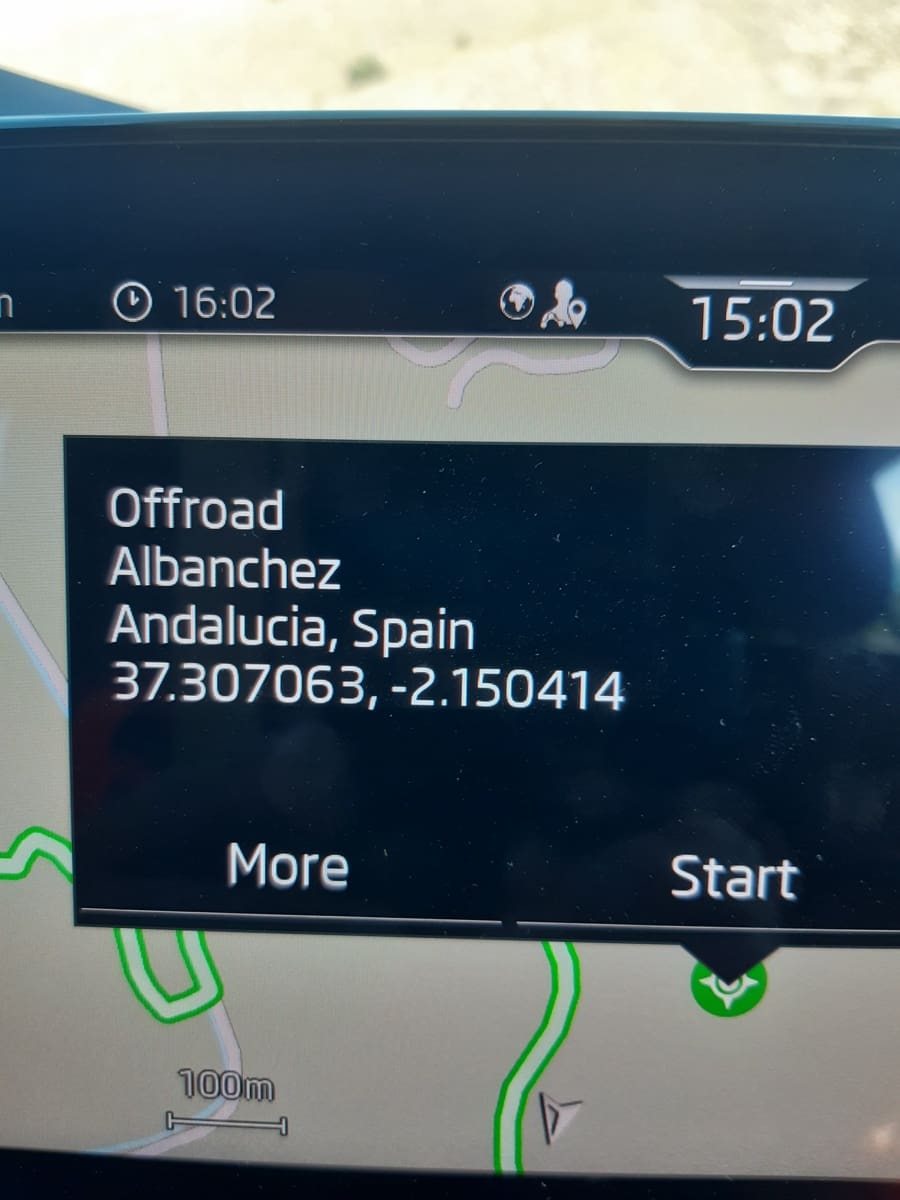 16:02
15:02
Offroad
Albanchez
Andalucia, Spain
37.307063, -2.150414
More
Start
100m